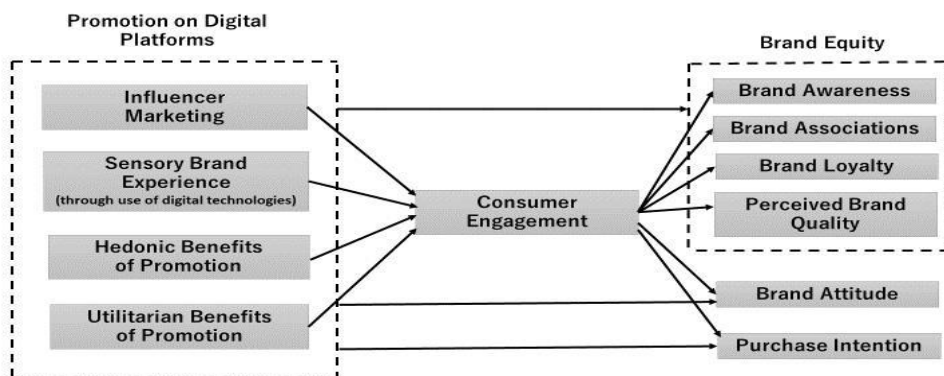 Promotion on Digital
Platforms
Influencer
Marketing
Sensory Brand
Experience
(through use of digital technologies)
Hedonic Benefits
of Promotion
Utilitarian Benefits
of Promotion
Consumer
Engagement
Brand Equity
Brand Awareness
Brand Associations
Brand Loyalty
Perceived Brand
Quality
Brand Attitude
Purchase Intention